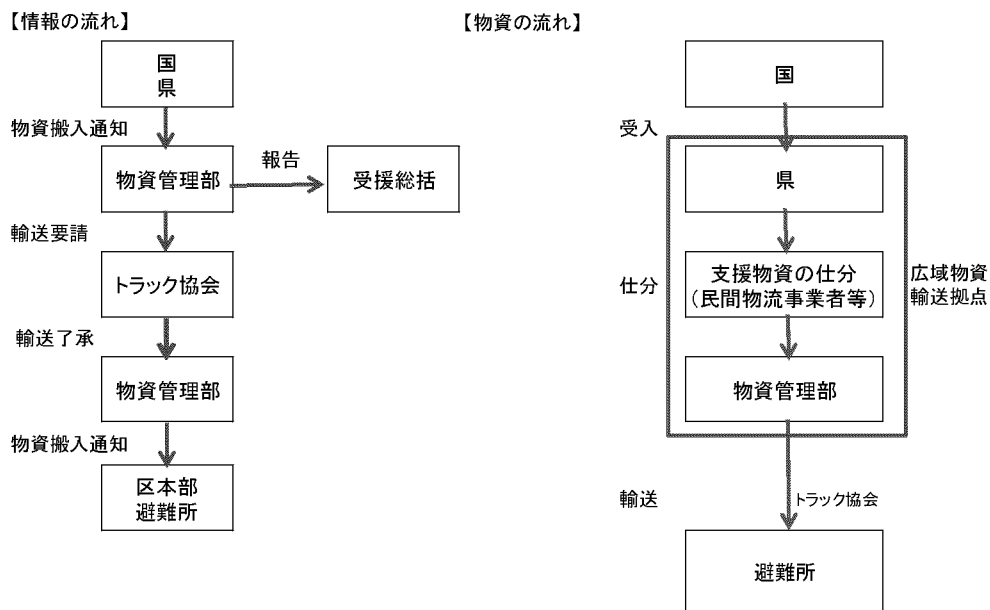 【情報の流れ】
国
県
物資搬入通知
物資管理部
報告
受援総括
輸送要請
トラック協会
輸送了承
物資管理部
物資搬入通知
区本部
避難所
【物資の流れ】
国
受入
県
仕分
支援物資の仕分
（民間物流事業者等）
広域物資
輸送拠点
物資管理部
輸送
トラック協会
避難所